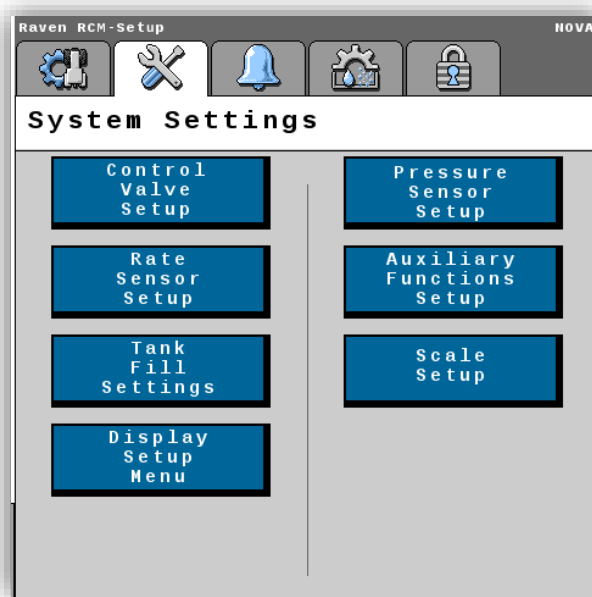 Raven RCM-Setup NOVA
System Settings
Control
Valve
Setup
Pressure
Sensor
Setup
Rate
Sensor
Setup
Auxiliary
Functions
Setup
Tank
Fill
Settings
Scale
Setup
Display
Setup
Menu